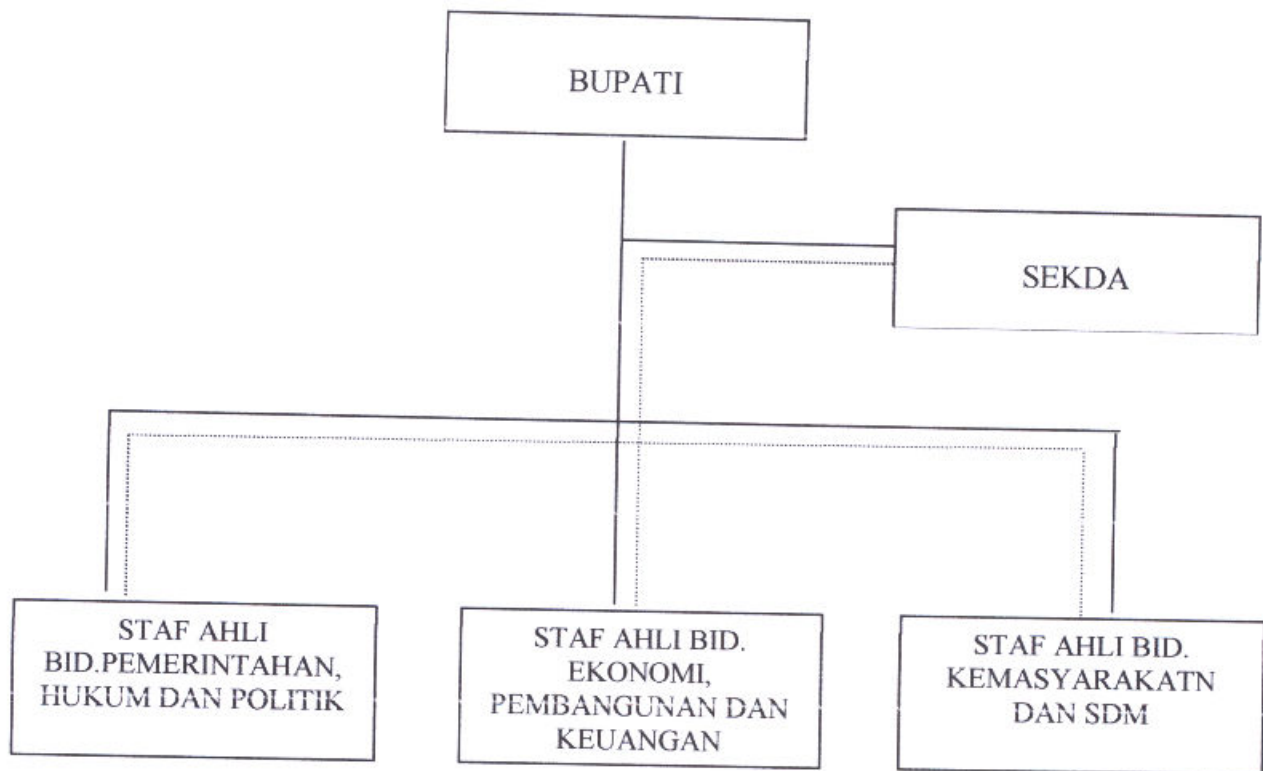 BUPATI
SEKDA
STAF AHLI
BID.PEMERINTAHAN,
HUKUM DAN POLITIK
STAF AHLI BID.
EKONOMI,
PEMBANGUNAN DAN
KEUANGAN
STAF AHLI BID.
KEMASYARAKATN
DAN SDM